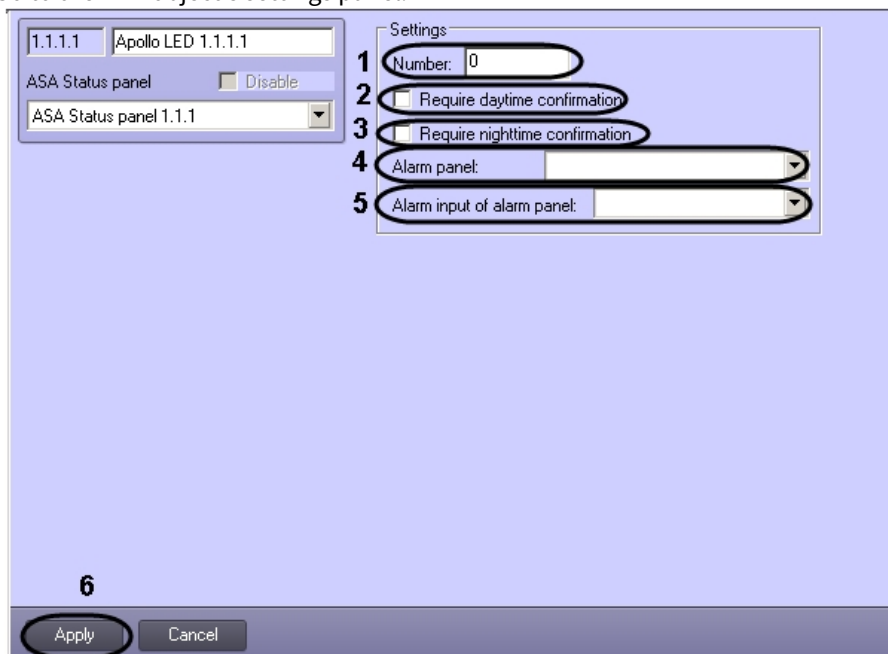 1.1.1.1 Apollo LED 1.1.1.1
ASA Status panel Disable
ASA Status panel 1.1.1
Settings
1 Number: 0
2 Require daytime confirmation
3 Require nighttime confirmation
4 Alarm panel:
5 Alarm input of alarm panel:
6
Apply Cancel